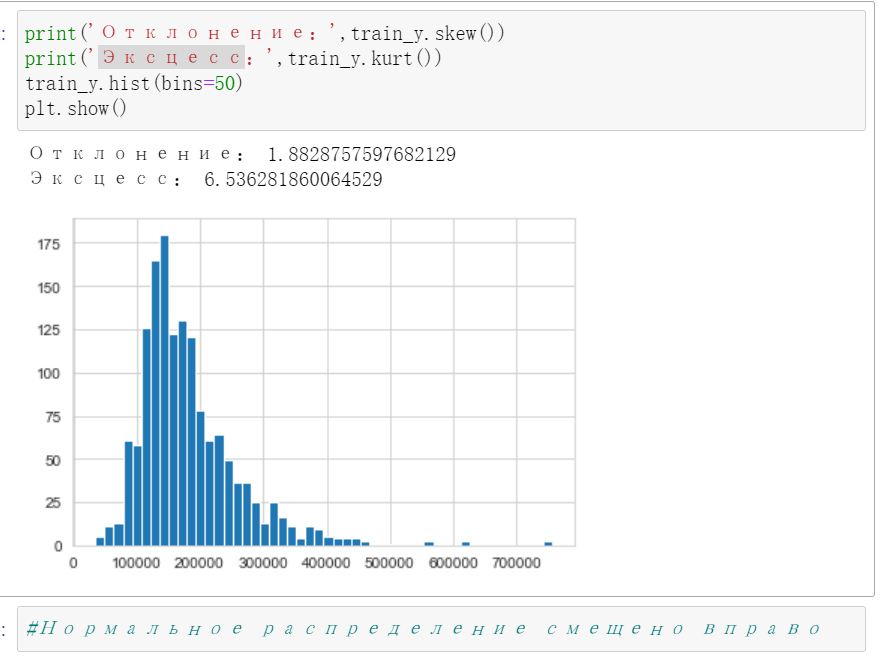 :
print('Отклонение：',train_y.skew())
print('Эксцесс：',train_y.kurt())
train_y.hist(bins=50)
plt.show()
Отклонение： 1.8828757597682129
Эксцесс： 6.536281860064529
175
150
125
100
75
50
25
0
0 100000 200000 300000 400000 500000 600000 700000
:
#Нормальное распределение смещено вправо